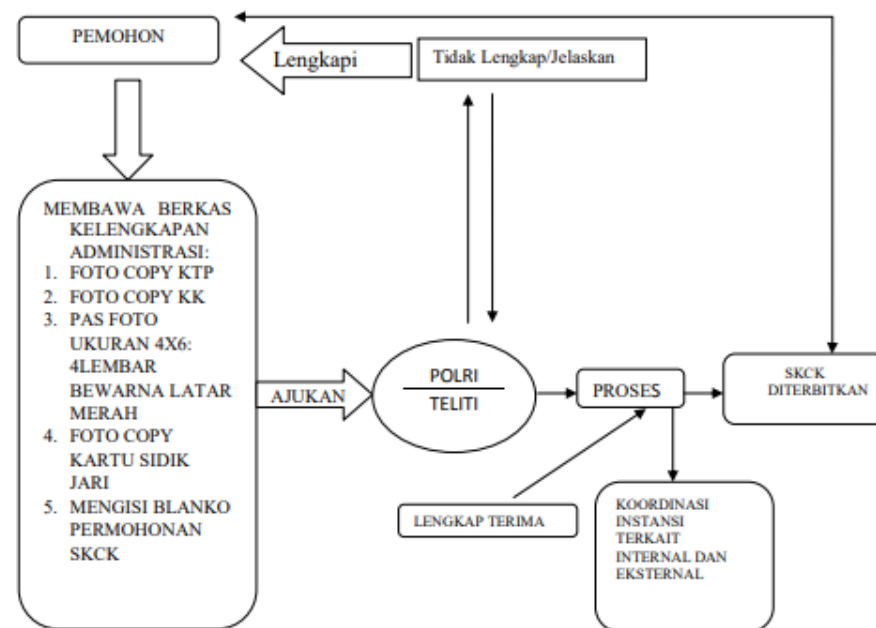 PEMOHON
Lengkapi
Tidak Lengkap/Jelaskan
MEMBAWA BERKAS
KELENGKAPAN
ADMINISTRASI:
1. FOTO COPY KTP
2. FOTO COPY KK
3. PAS FOTO
UKURAN 4X6:
4LEMBAR
BEWARNA LATAR
MERAH
4. FOTO COPY
KARTU SIDIK
JARI
5. MENGISI BLANKO
PERMOHONAN
SKCK
AJUKAN
POLRI
TELITI
PROSES
SKCK
DITERBITKAN
LENGKAP TERIMA
KOORDINASI
INSTANSI
TERKAIT
INTERNAL DAN
EKSTERNAL